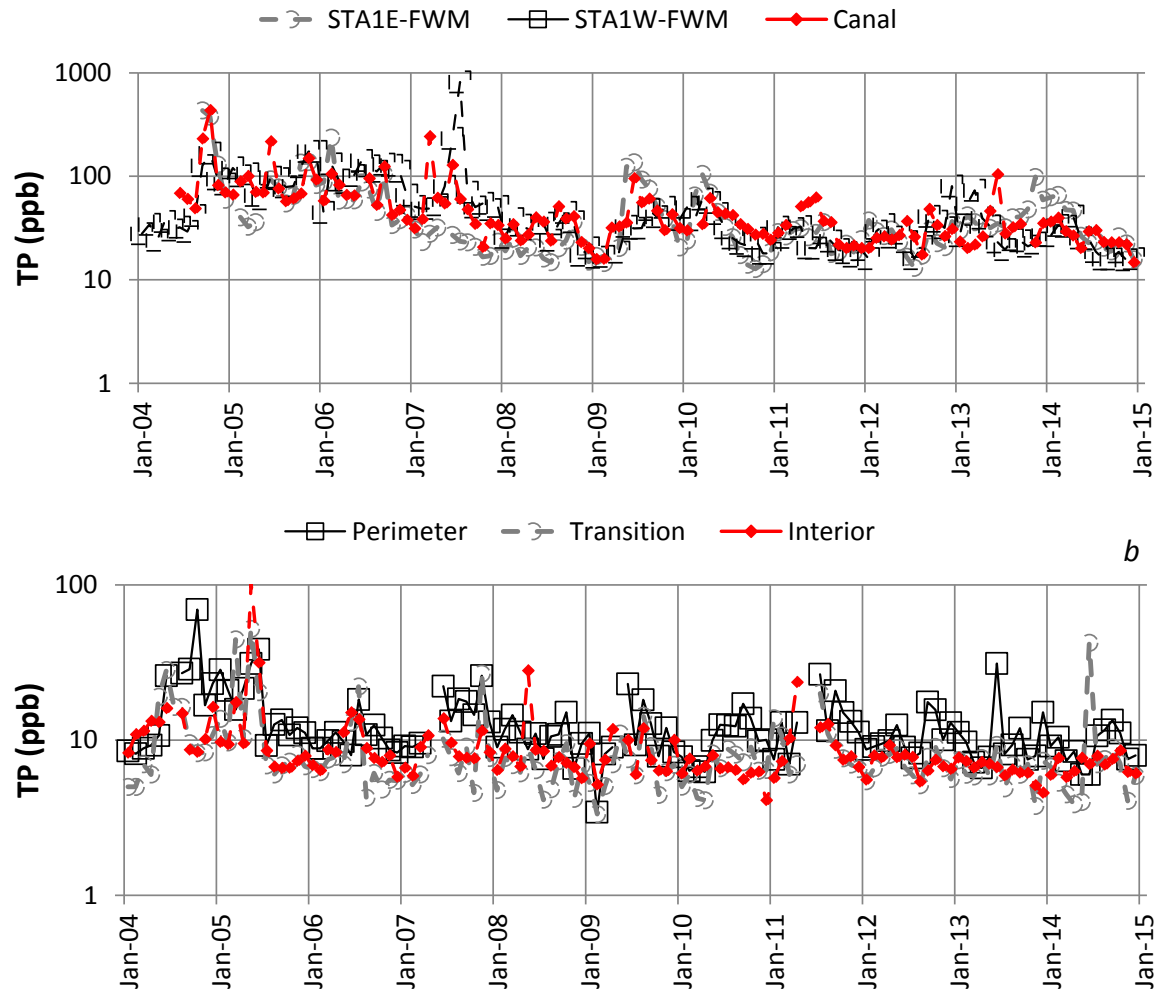 STA1E-FWM STA1W-FWM Canal
1000
100
10
1
TP (ppb)
Jan-04 Jan-05 Jan-06 Jan-07 Jan-08 Jan-09 Jan-10 Jan-11 Jan-12 Jan-13 Jan-14 Jan-15
Perimeter Transition Interior
b
100
10
1
TP (ppb)
Jan-04 Jan-05 Jan-06 Jan-07 Jan-08 Jan-09 Jan-10 Jan-11 Jan-12 Jan-13 Jan-14 Jan-15